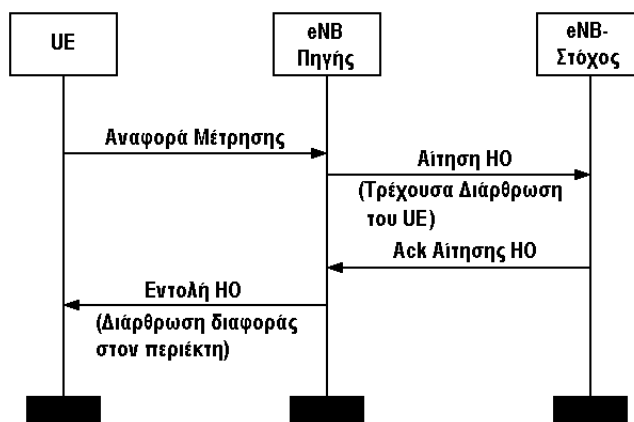 UE
eNB
Πηγής
eNB-
Στόχος
Αναφορά Μέτρησης
Αίτηση HO
(Τρέχουσα Διάρθρωση
του UE)
Ack Αίτησης HO
Εντολή HO
(Διάρθρωση διαφοράς
στον περιέκτη)